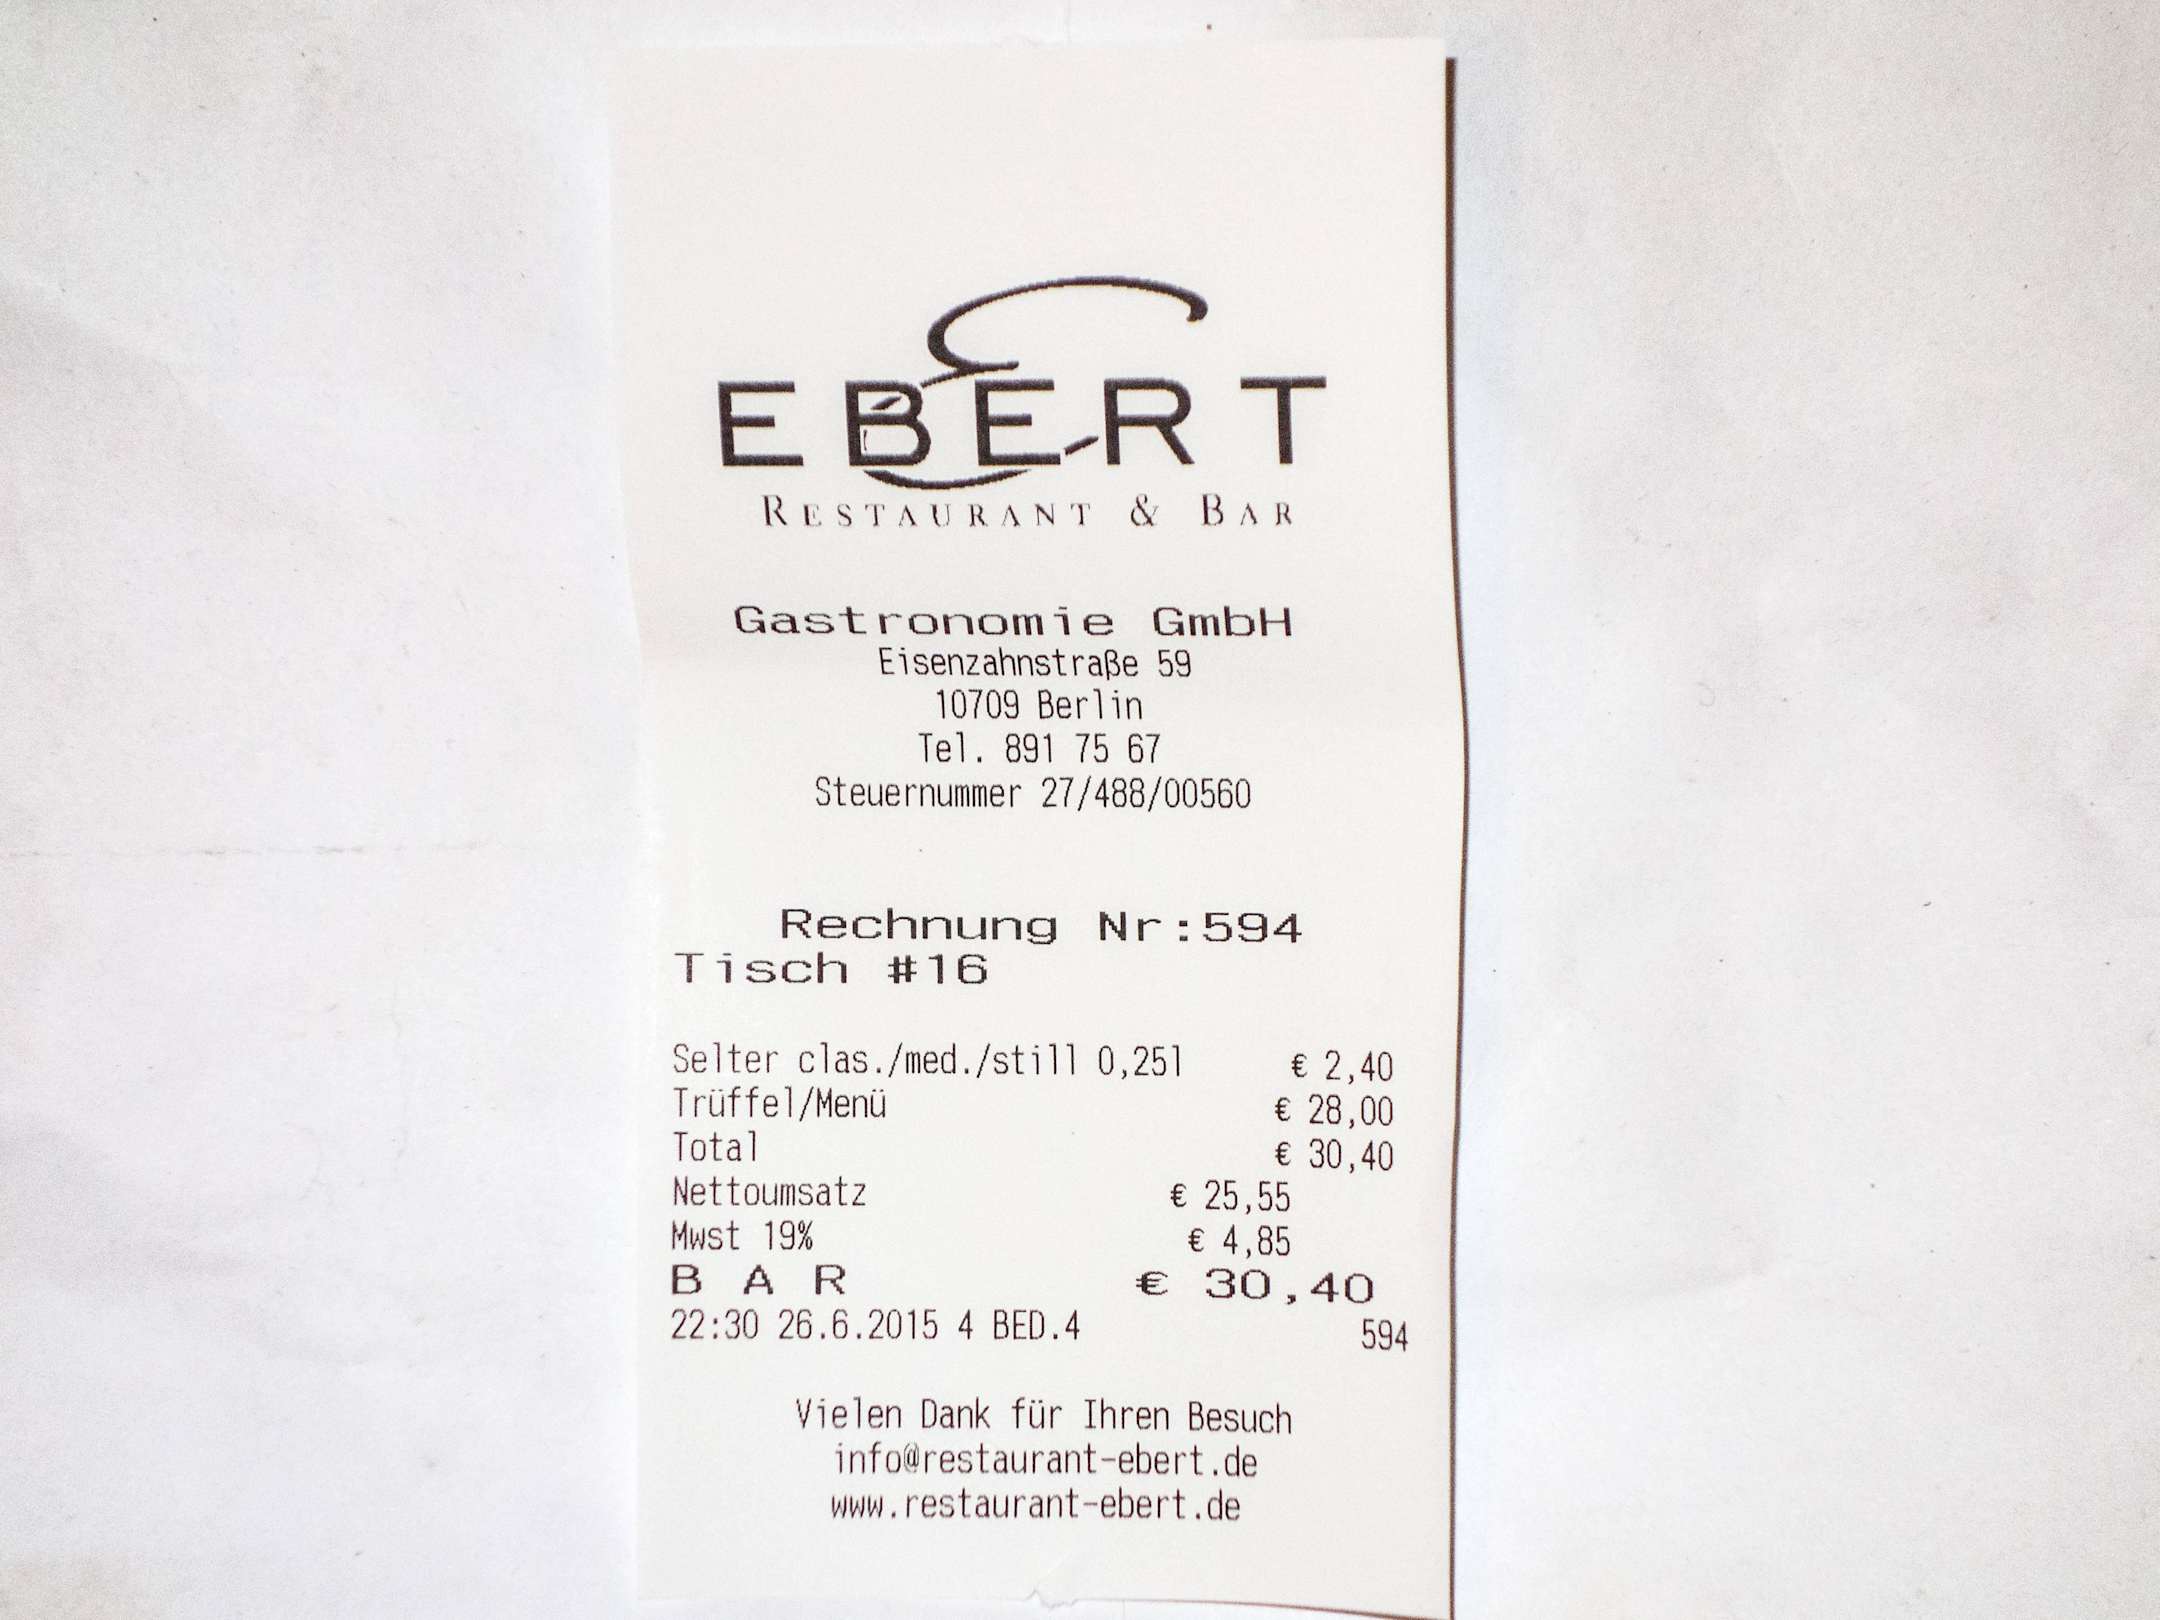 EBERT
RESTAURANT & BAR
Gastronomie GmbH
Eisenzahnstraße 59
10709 Berlin
Tel. 891 75 67
Steuernummer 27/488/00560
Rechnung Nr:594
Tisch #16
Selter clas./med./still 0,25l € 2,40
Trüffel/Menü € 28,00
Total € 30,40
Nettoumsatz € 25,55
Mwst 19% € 4,85
B A R € 30,40
22:30 26.6.2015 4 BED.4 594
Vielen Dank für Ihren Besuch
info@restaurant-ebert.de
www.restaurant-ebert.de